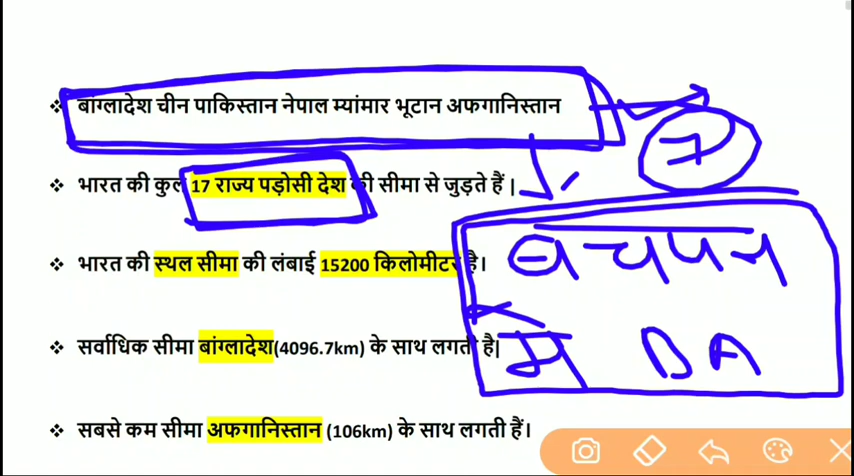 ❖ बांग्लादेश चीन पाकिस्तान नेपाल म्यांमार भूटान अफगानिस्तान
7
❖ भारत की कुल 17 राज्य पड़ोसी देश की सीमा से जुड़ते हैं |
❖ भारत की स्थल सीमा की लंबाई 15200 किलोमीटर है।
बचपन
❖ सर्वाधिक सीमा बांग्लादेश(4096.7km) के साथ लगती है|
में BA
❖ सबसे कम सीमा अफगानिस्तान (106km) के साथ लगती हैं।